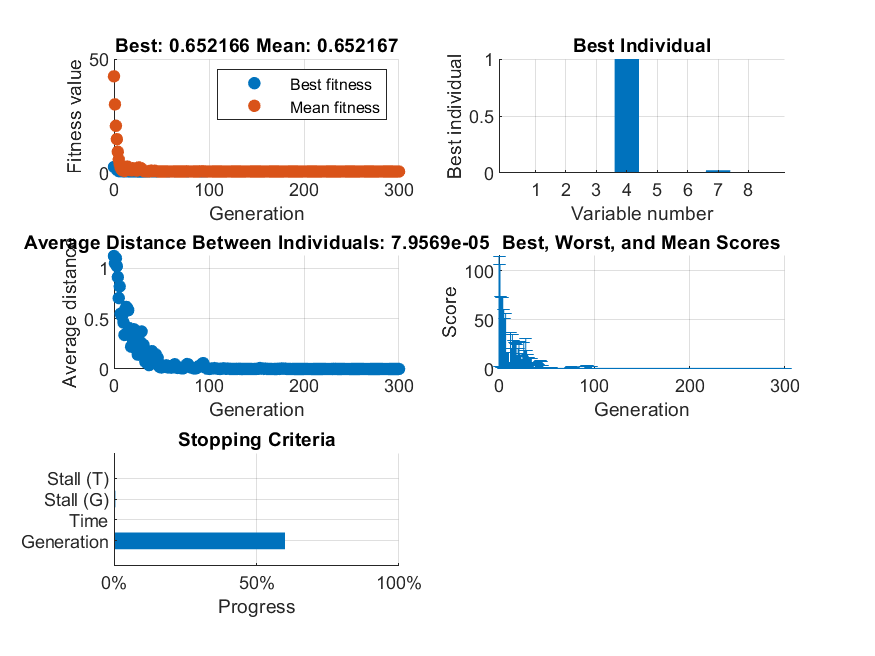 Best: 0.652166 Mean: 0.652167
50
0
Fitness value
Best fitness
Mean fitness
0 100 200 300
Generation
Best Individual
1
0.5
0
Best individual
1 2 3 4 5 6 7 8
Variable number
Average Distance Between Individuals: 7.9569e-05
1
0.5
0
Average distance
0 100 200 300
Generation
Best, Worst, and Mean Scores
100
50
0
Score
0 100 200 300
Generation
Stopping Criteria
Stall (T)
Stall (G)
Time
Generation
0% 50% 100%
Progress